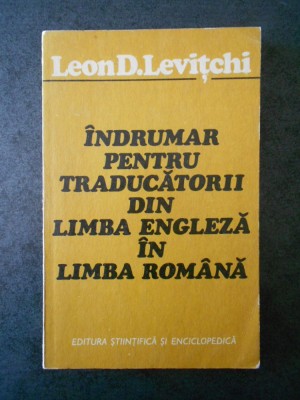 Leon D. Levițchi
ÎNDRUMAR
PENTRU
TRADUCĂTORII
DIN
LIMBA ENGLEZĂ
ÎN
LIMBA ROMÂNĂ
EDITURA ȘTIINȚIFICĂ ȘI ENCICLOPEDICĂ